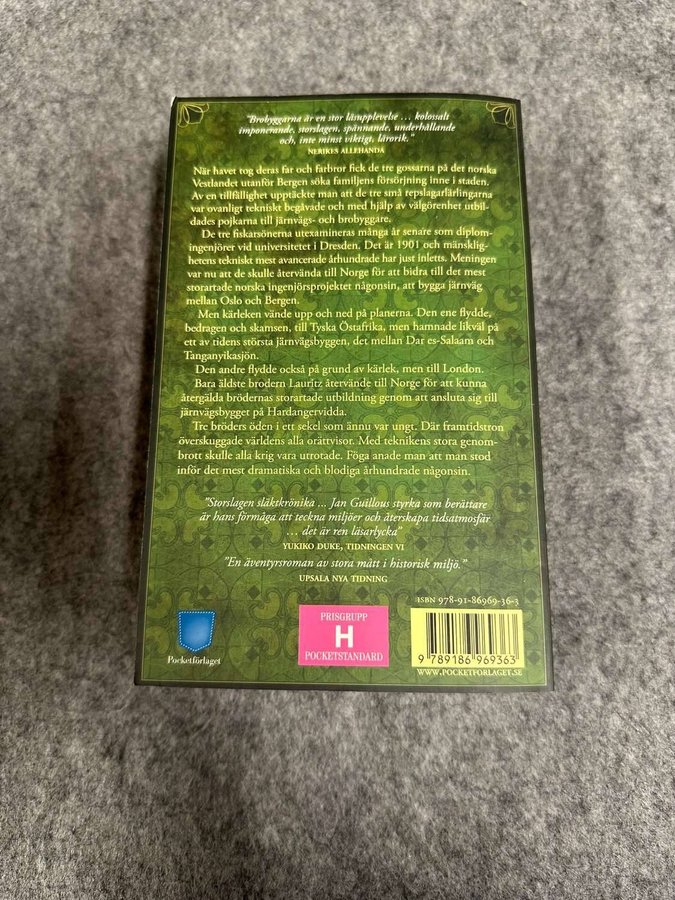 "Brobyggarna är en stor läsupplevelse ... kolossalt
imponerande, storslagen, spännande, underhållande
och, inte minst viktigt, lärorik."
NERIKES ALLEHANDA
När havet tog deras far och farbror fick de tre gossarna på det norska
Vestlandet utanför Bergen söka familjens försörjning inne i staden.
Av en tillfällighet upptäckte man att de tre små repslagarlärlingarna
var ovanligt tekniskt begåvade och med hjälp av välgörenhet utbil-
dades pojkarna till järnvägs- och brobyggare.
De tre fiskarsönerna utexamineras många år senare som diplom-
ingenjörer vid universitetet i Dresden. Det är 1901 och mänsklig-
hetens tekniskt mest avancerade århundrade har just inletts. Meningen
var nu att de skulle återvända till Norge för att bidra till det mest
storartade norska ingenjörsprojektet någonsin, att bygga järnväg
mellan Oslo och Bergen.
Men kärleken vände upp och ned på planerna. Den ene flydde,
bedragen och skamsen, till Tyska Östafrika, men hamnade likväl på
ett av tidens största järnvägsbyggen, det mellan Dar es-Salaam och
Tanganyikasjön.
Den andre flydde också på grund av kärlek, men till London.
Bara äldste brodern Lauritz återvände till Norge för att kunna
återgälda brödernas storartade utbildning genom att ansluta sig till
järnvägsbygget på Hardangervidda.
Tre bröders öden i ett sekel som ännu var ungt. Där framtidstron
överskuggade världens alla orättvisor. Med teknikens stora genom-
brott skulle alla krig vara utrotade. Föga anade man att man stod
inför det mest dramatiska och blodiga århundrade någonsin.
"Storslagen släktkrönika ... Jan Guillous styrka som berättare
är hans förmåga att teckna miljöer och återskapa tidsatmosfär
... det är ren läsarlycka"
YUKIKO DUKE, TIDNINGEN VI
"En äventyrsroman av stora mått i historisk miljö."
UPSALA NYA TIDNING
ISBN 978-91-86969-36-3
Pocketförlaget
PRISGRUPP
H
POCKETSTANDARD
9 789186 969363
WWW.POCKETFORLAGET.SE